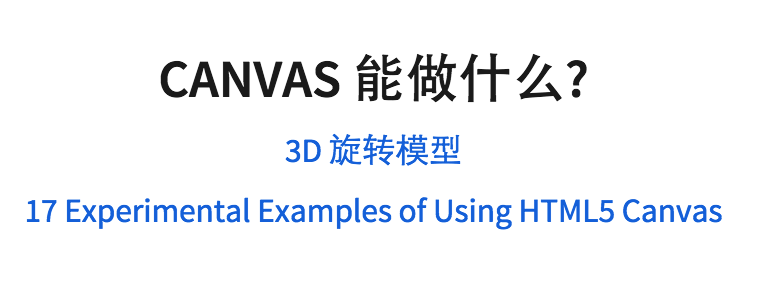 CANVAS 能做什么?
3D 旋转模型
17 Experimental Examples of Using HTML5 Canvas